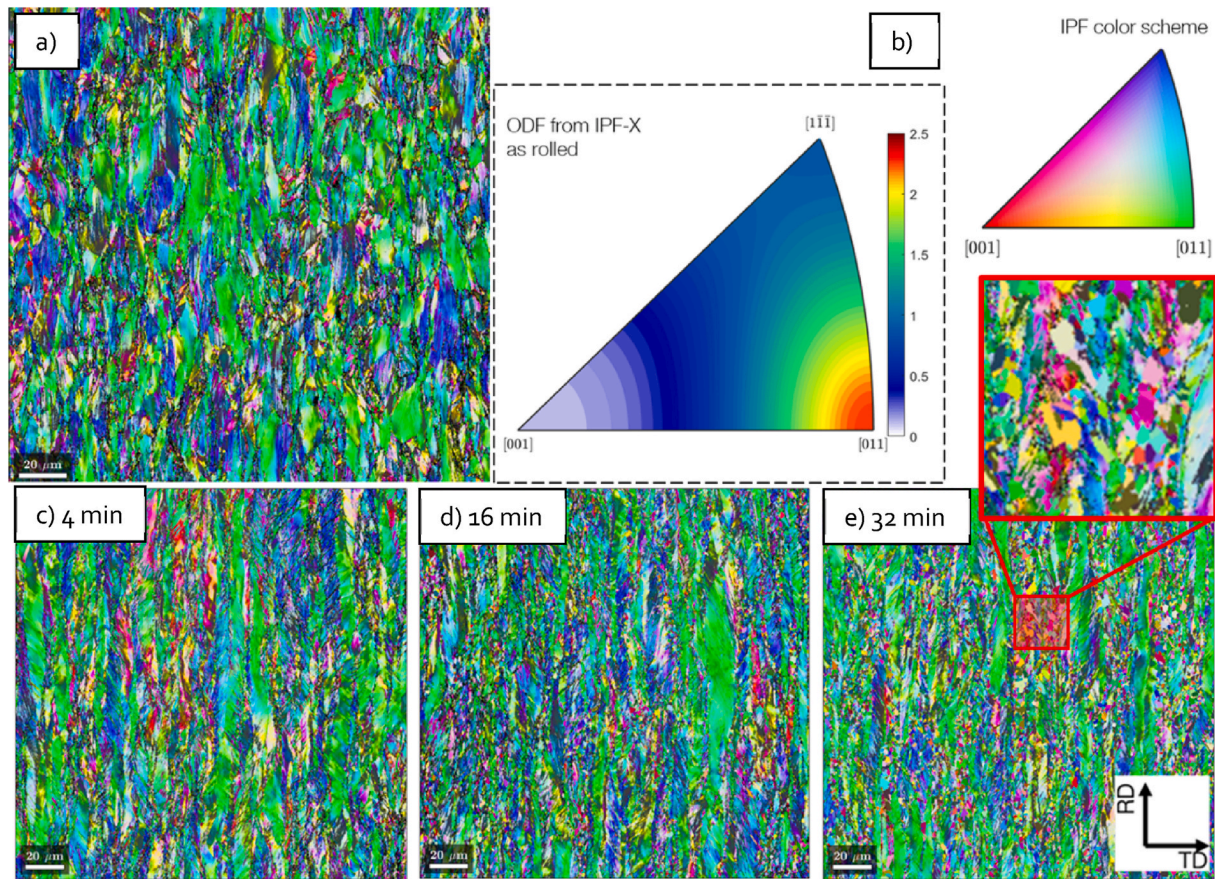 a)
b)
IPF color scheme
[001]
[011]
ODF from IPF-X
as rolled
[11̅1̅]
[001]
[011]
2.5
2
1.5
1
0.5
0
20 μm
c) 4 min
d) 16 min
e) 32 min
20 μm
20 μm
20 μm
RD
TD